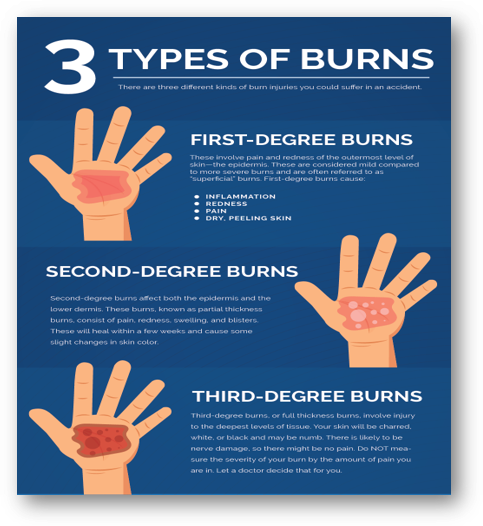 3 TYPES OF BURNS
There are three different kinds of burn injuries you could suffer in an accident.
FIRST-DEGREE BURNS
These involve pain and redness of the outermost level of
skin—the epidermis. These are considered mild compared
to more severe burns and are often referred to as
"superficial" burns. First-degree burns cause:
● INFLAMMATION
● REDNESS
● PAIN
● DRY, PEELING SKIN
SECOND-DEGREE BURNS
Second-degree burns affect both the epidermis and the
lower dermis. These burns, known as partial thickness
burns, consist of pain, redness, swelling, and blisters.
These will heal within a few weeks and cause some
slight changes in skin color.
THIRD-DEGREE BURNS
Third-degree burns, or full thickness burns, involve injury
to the deepest levels of tissue. Your skin will be charred,
white, or black and may be numb. There is likely to be
nerve damage, so there might be no pain. Do NOT mea-
sure the severity of your burn by the amount of pain you
are in. Let a doctor decide that for you.